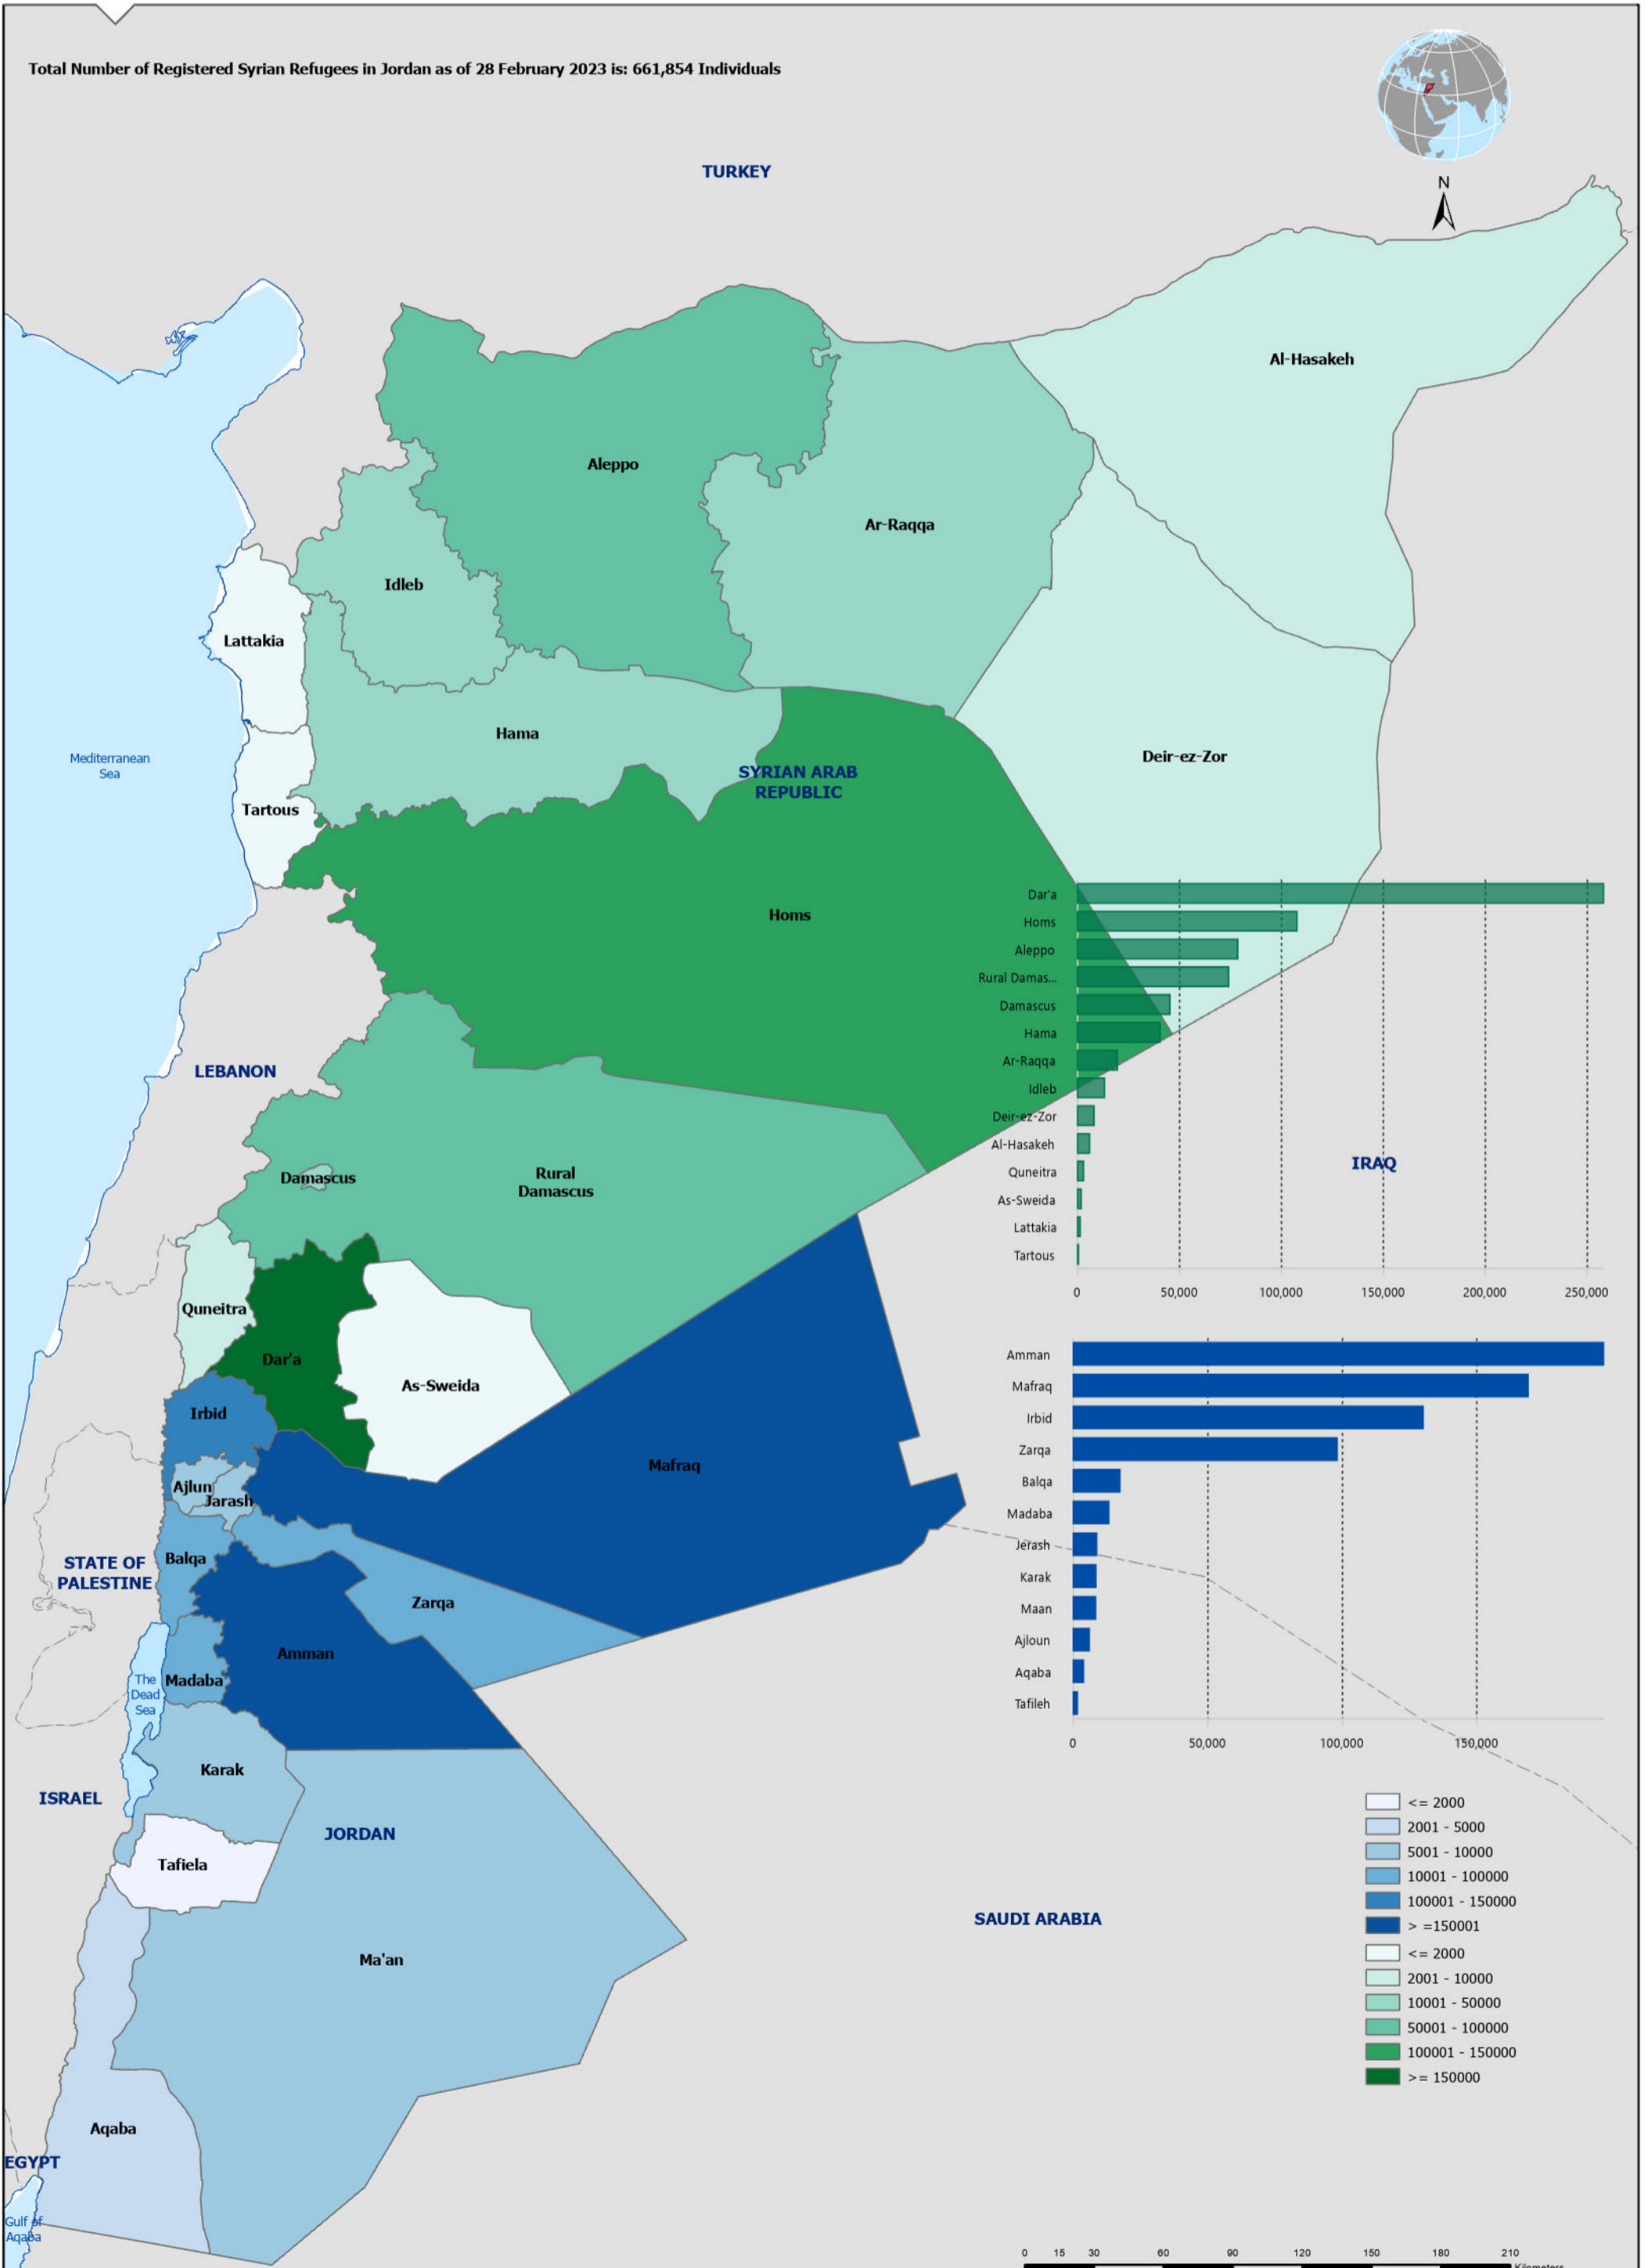 Total Number of Registered Syrian Refugees in Jordan as of 28 February 2023 is: 661,854 Individuals
N
TURKEY
Al-Hasakeh
Aleppo
Ar-Raqqa
Idleb
Lattakia
Hama
Deir-ez-Zor
Mediterranean
Sea
SYRIAN ARAB
REPUBLIC
Tartous
Homs
LEBANON
Damascus
Rural
Damascus
IRAQ
Quneitra
Dar'a
As-Sweida
Irbid
Mafraq
Ajlun
Jarash
Balqa
STATE OF
PALESTINE
Zarqa
Amman
Madaba
The
Dead
Sea
Karak
ISRAEL
JORDAN
Tafiela
SAUDI ARABIA
Ma'an
Aqaba
EGYPT
Gulf of
Aqaba
Dar'a
Homs
Aleppo
Rural Damas...
Damascus
Hama
Ar-Raqqa
Idleb
Deir-ez-Zor
Al-Hasakeh
Quneitra
As-Sweida
Lattakia
Tartous
0 50,000 100,000 150,000 200,000 250,000
Amman
Mafraq
Irbid
Zarqa
Balqa
Madaba
Jerash
Karak
Maan
Ajloun
Aqaba
Tafileh
0 50,000 100,000 150,000
<= 2000
2001 - 5000
5001 - 10000
10001 - 100000
100001 - 150000
> =150001
<= 2000
2001 - 10000
10001 - 50000
50001 - 100000
100001 - 150000
>= 150000
0 15 30 60 90 120 150 180 210
Kilometers